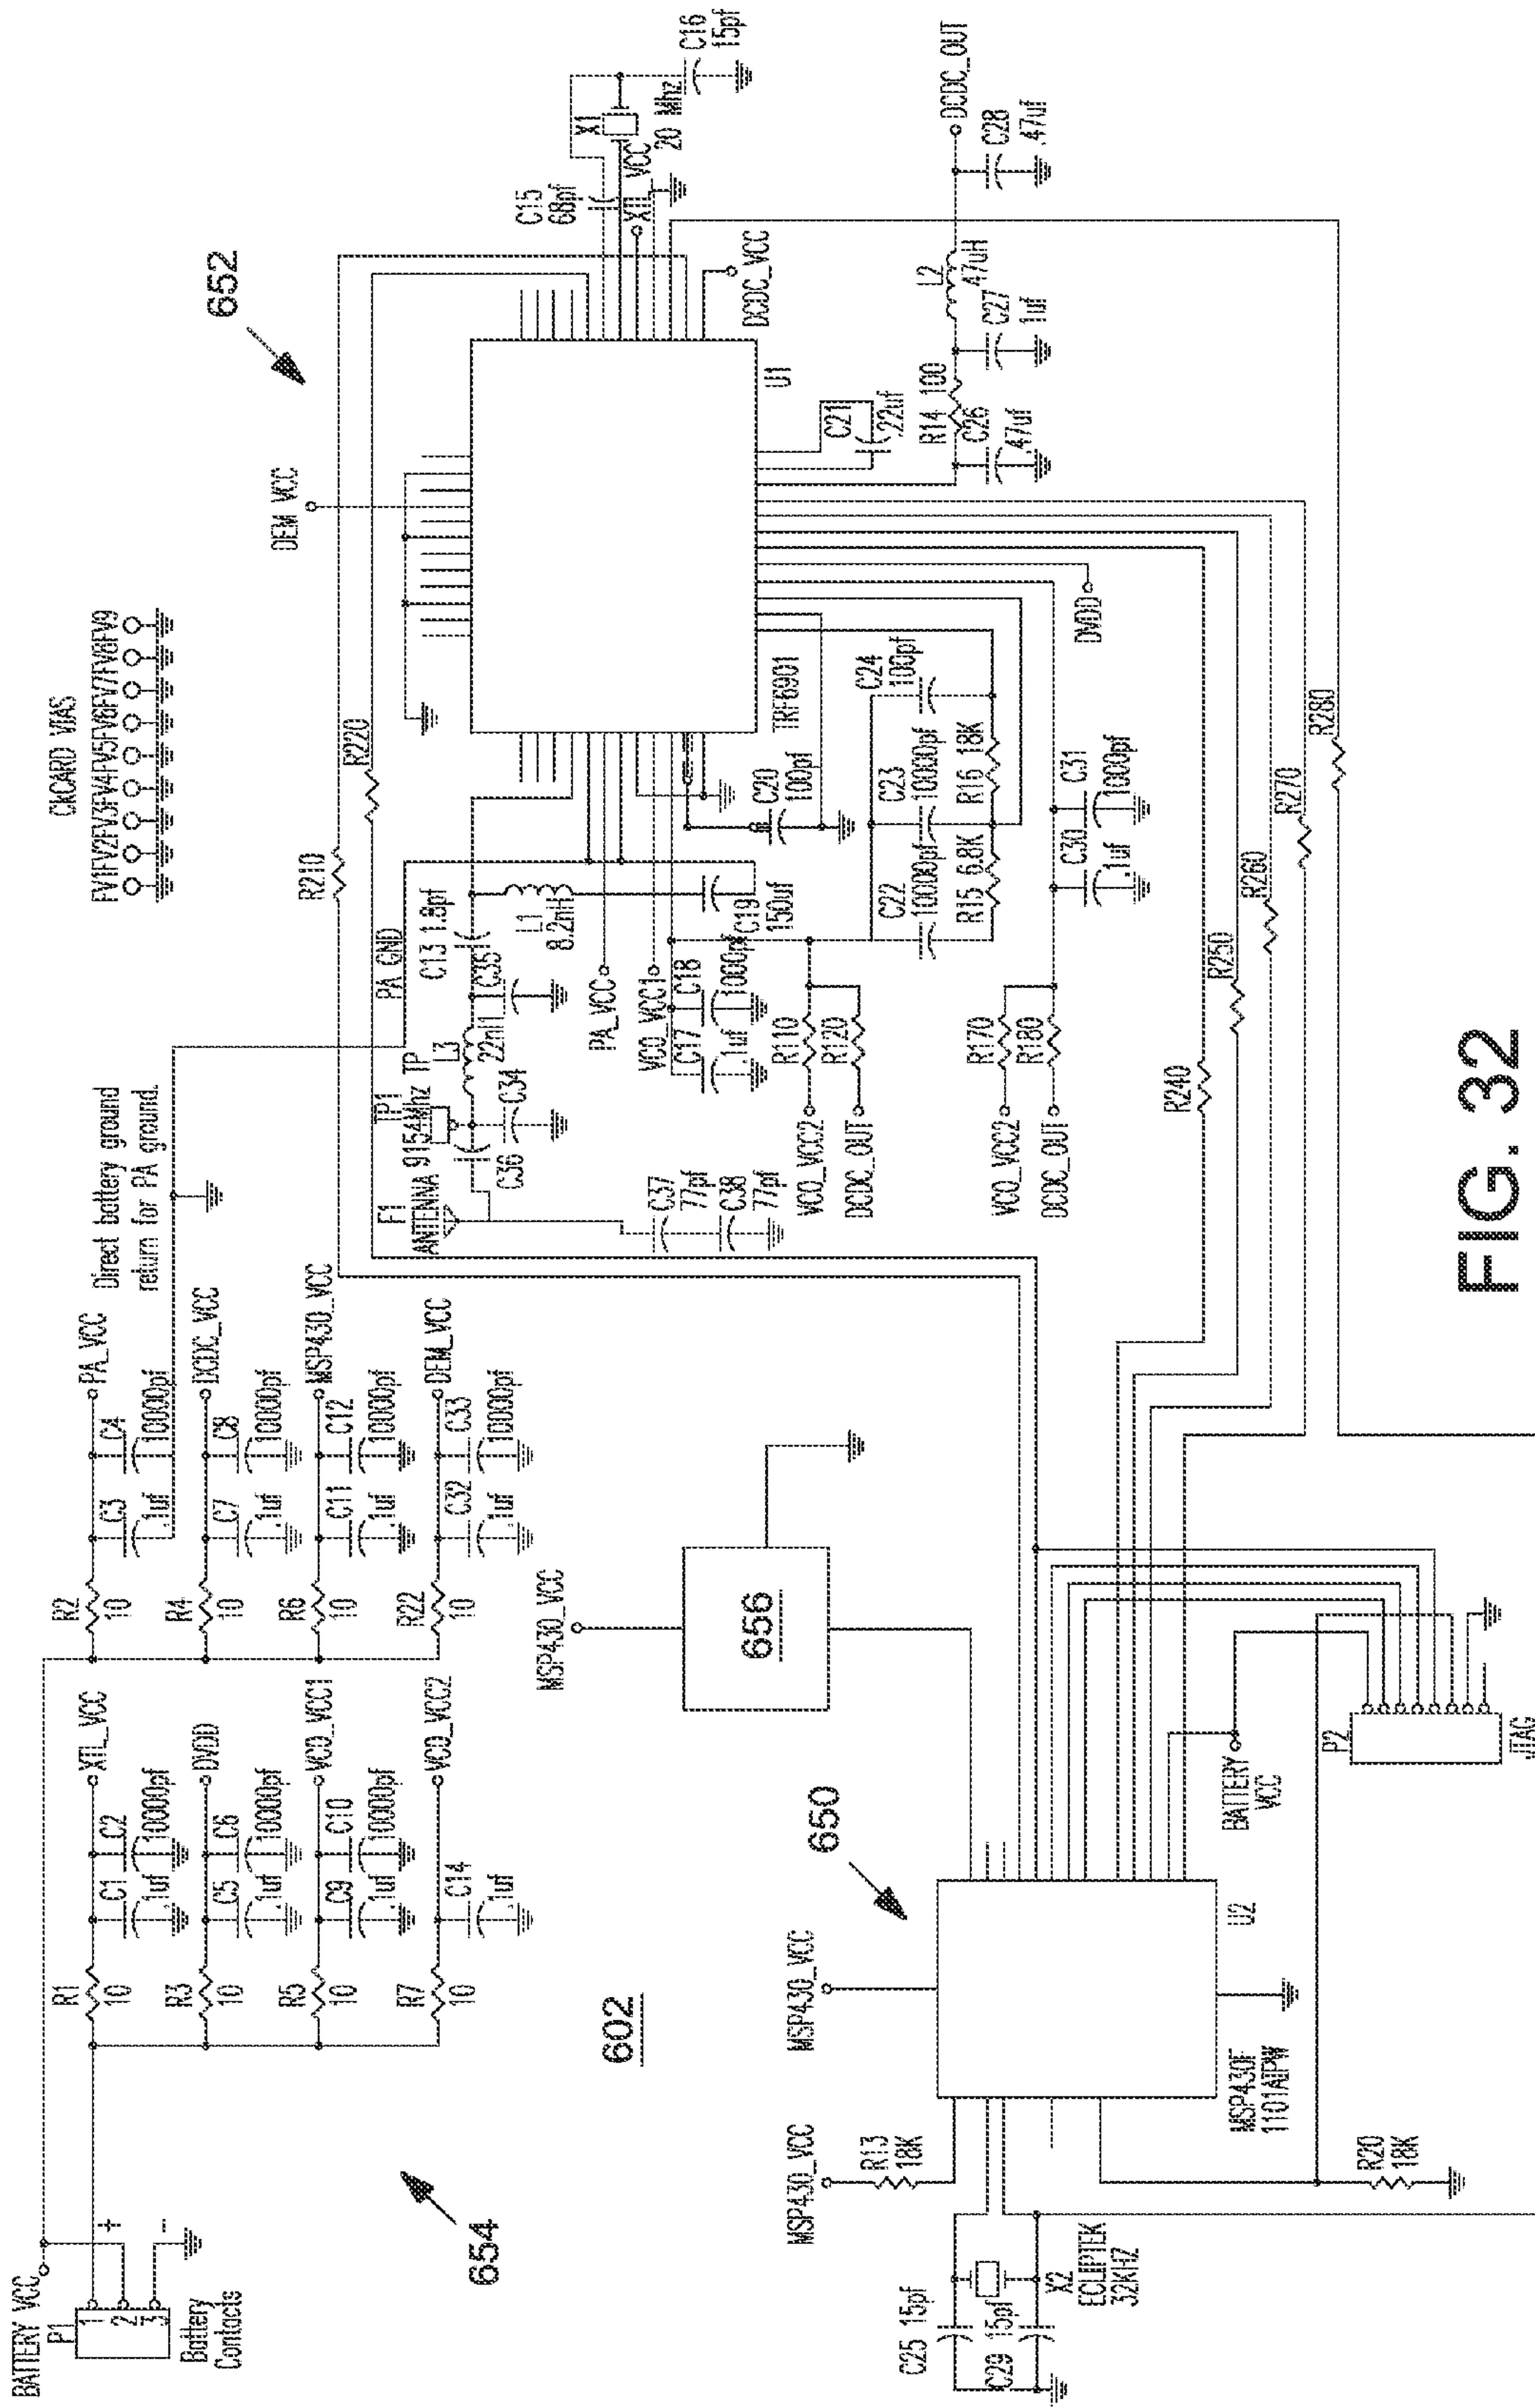 BATTERY VCC
P1
1
2
3
+
-
Battery
Contacts
654
602
R1
10
C1
.1uf
C2
10000pf
XTL_VCC
R3
10
C5
.1uf
C6
10000pf
DVDD
R5
10
C9
.1uf
C10
10000pf
VCO_VCC1
R7
10
C14
.1uf
VCO_VCC2
R2
10
C3
.1uf
C4
10000pf
PA_VCC
R4
10
C7
.1uf
C8
10000pf
DCDC_VCC
R6
10
C11
.1uf
C12
10000pf
MSP430_VCC
R22
10
C32
.1uf
C33
10000pf
DEM_VCC
Direct battery ground
return for PA ground.
CKCARD VIAS
FV1FV2FV3FV4FV5FV6FV7FV8FV9
652
R210
R220
DEM VCC
PA GND
F1
ANTENNA
TP1
9154Mhz TP
C36
C34
L3
C35
C13 1.8pf
L1
8.2nH
C37
77pf
C38
77pf
PA_VCC
VCO_VCC1
C17
.1uf
C18
1000pf
C19
150uf
C20
100pf
TRF6901
U1
C15
68pf
X1
20 Mhz
VCC
C16
15pf
DCDC_VCC
C21
.22uf
R14 100
C26
.47uf
C27
1uf
L2
47uH
DCDC_OUT
C28
.47uf
VCO_VCC2
R110
DCDC_OUT
R120
C22
10000pf
C23
10000pf
C24
100pf
R15 6.8K
R16 18K
VCO_VCC2
R170
DCDC_OUT
R180
C30
.1uf
C31
1000pf
DVDD
R240
R250
R260
R270
R280
MSP430_VCC
656
650
MSP430_VCC
MSP430_VCC
R13
18K
C25 15pf
C29 15pf
X2
ECLIPTEK
32KHZ
MSP430F
1101AIPW
U2
R20
18K
BATTERY
VCC
P2
JTAG
FIG. 32